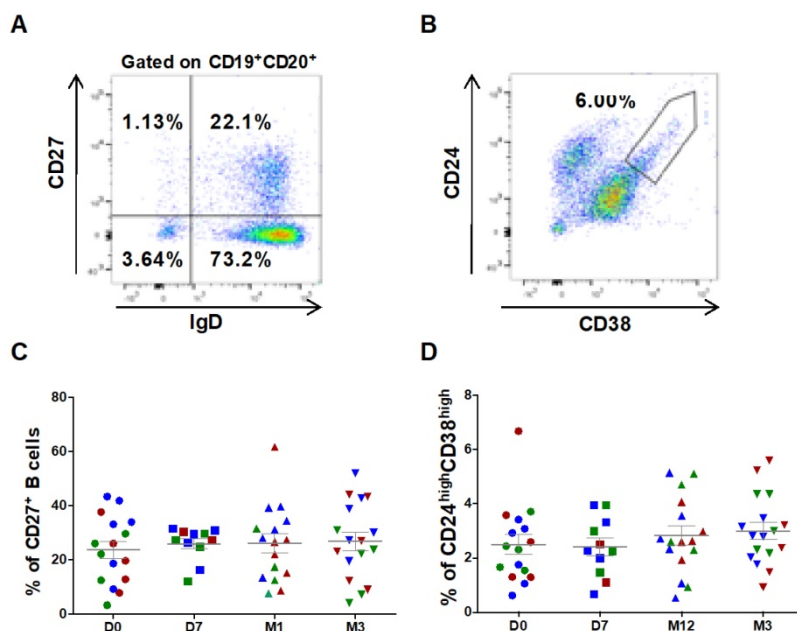 A
B
Gated on CD19⁺CD20⁺
CD27
1.13%
22.1%
3.64%
73.2%
IgD
CD24
6.00%
CD38
C
D
% of CD27⁺ B cells
80
60
40
20
0
D0 D7 M1 M3
% of CD24ʰⁱᵍʰCD38ʰⁱᵍʰ
8
6
4
2
0
D0 D7 M12 M3